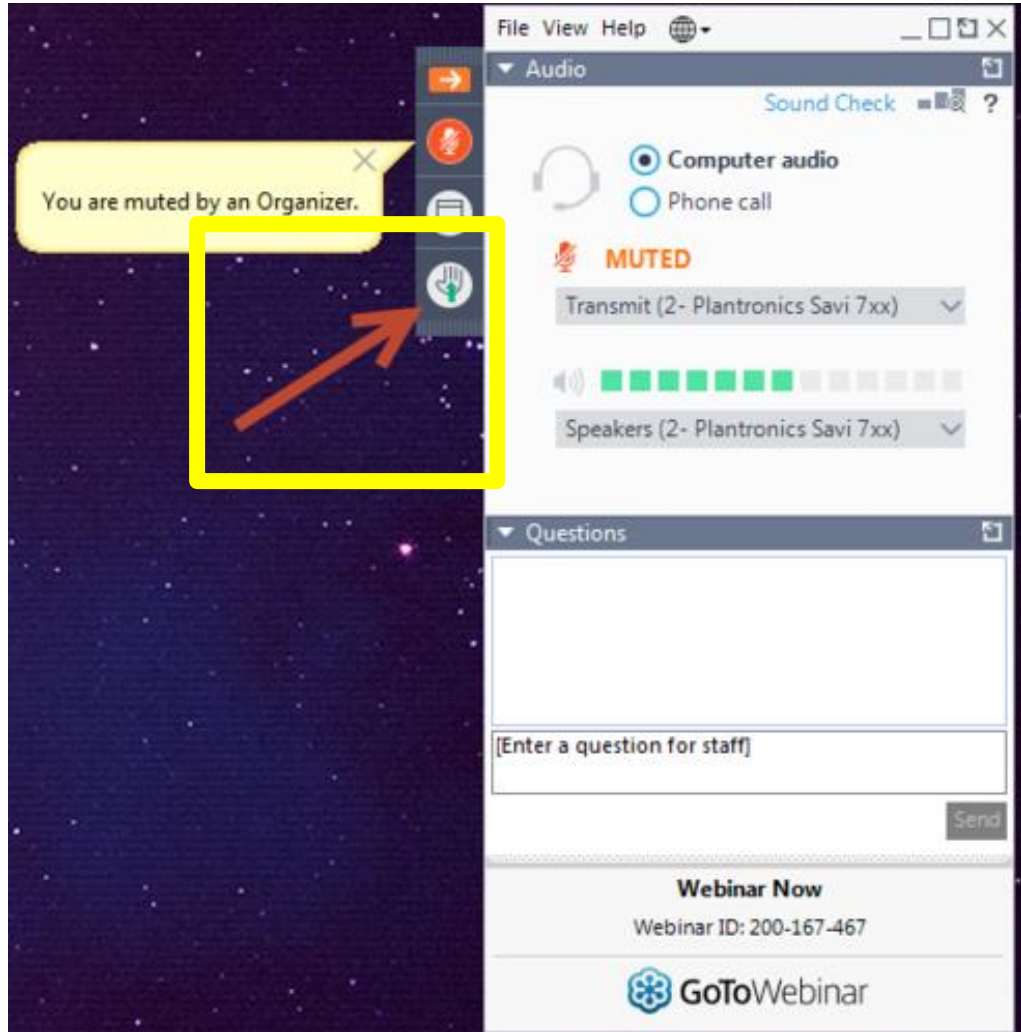 File View Help
Audio
Sound Check ?
Computer audio
Phone call
You are muted by an Organizer.
MUTED
Transmit (2- Plantronics Savi 7xx)
Speakers (2- Plantronics Savi 7xx)
Questions
[Enter a question for staff]
Send
Webinar Now
Webinar ID: 200-167-467
GoToWebinar